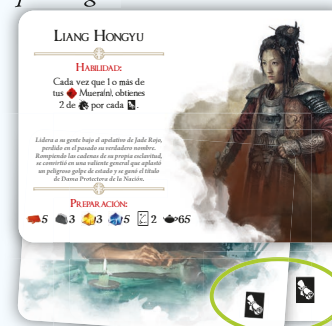 Liang Hongyu
Habilidad:
Cada vez que 1 o más de
tus Muera(n), obtienes
2 de por cada .
Lidera a su gente bajo el apelativo de Jade Rojo,
perdido en el pasado su verdadero nombre.
Rompiendo las cadenas de su propia esclavitud,
se convirtió en una valiente general que aplastó
un peligroso golpe de estado y se ganó el título
de Dama Protectora de la Nación.
Preparación:
5 3 3 5 2 65